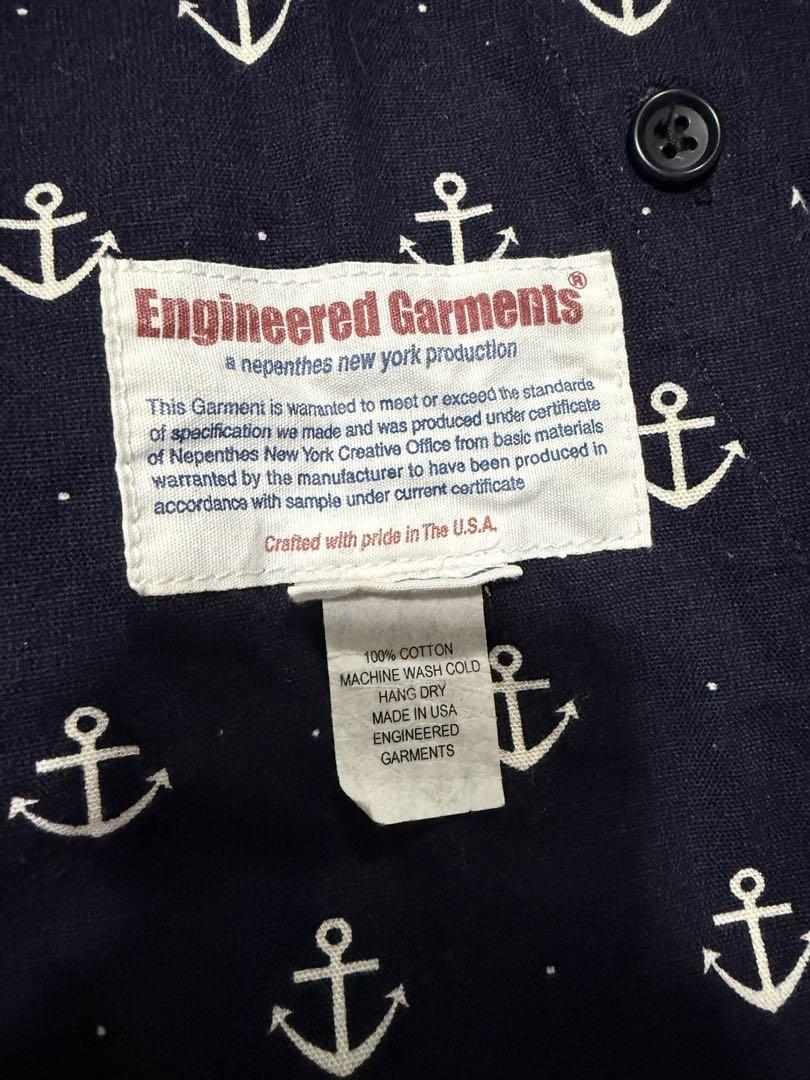 Engineered Garments®
a nepenthes new york production
This Garment is warranted to meet or exceed the standards
of specification we made and was produced under certificate
of Nepenthes New York Creative Office from basic materials
warranted by the manufacturer to have been produced in
accordance with sample under current certificate
Crafted with pride in The U.S.A.
100% COTTON
MACHINE WASH COLD
HANG DRY
MADE IN USA
ENGINEERED
GARMENTS